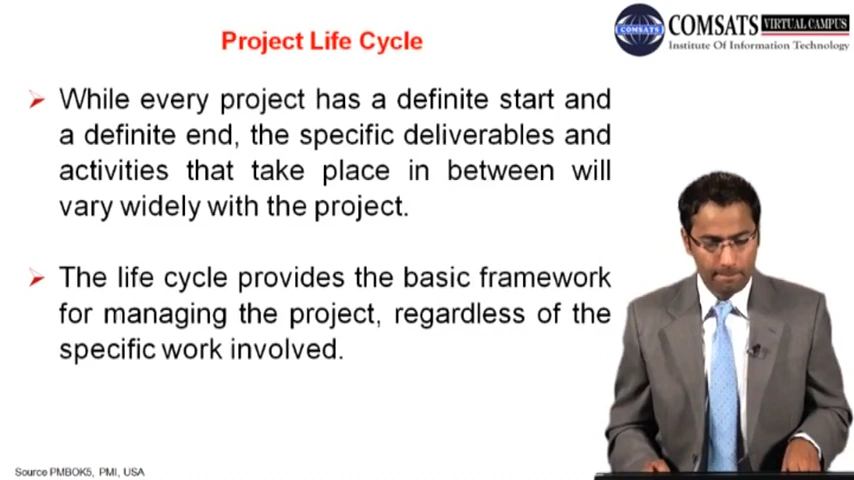 Project Life Cycle
COMSATS VIRTUAL CAMPUS
Institute Of Information Technology
COMSATS
While every project has a definite start and
a definite end, the specific deliverables and
activities that take place in between will
vary widely with the project.
The life cycle provides the basic framework
for managing the project, regardless of the
specific work involved.
Source PMBOK5, PMI, USA